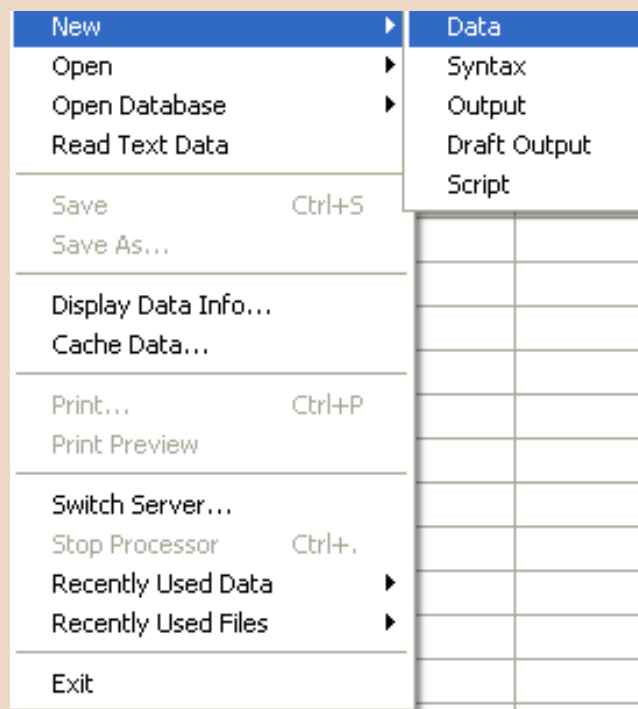 New
Open
Open Database
Read Text Data
Save Ctrl+S
Save As...
Display Data Info...
Cache Data...
Print... Ctrl+P
Print Preview
Switch Server...
Stop Processor Ctrl+.
Recently Used Data
Recently Used Files
Exit
Data
Syntax
Output
Draft Output
Script